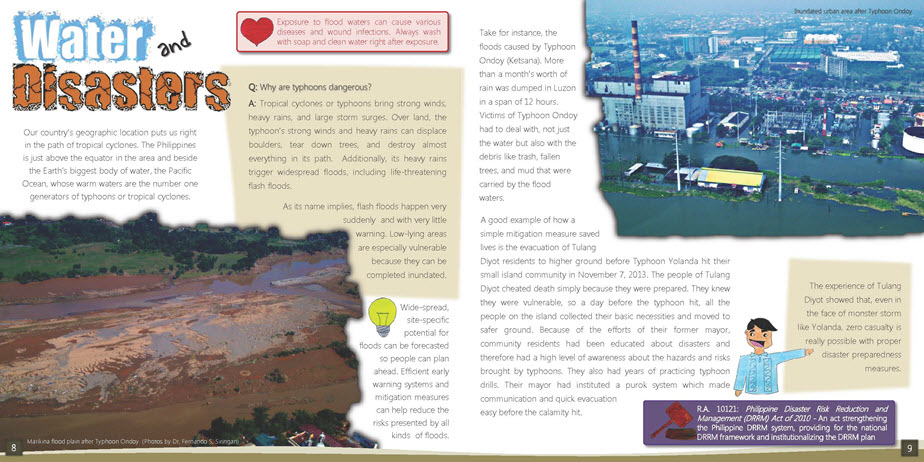 Water and
Disasters
Our country's geographic location puts us right
in the path of tropical cyclones. The Philippines
is just above the equator in the area and beside
the Earth's biggest body of water, the Pacific
Ocean, whose warm waters are the number one
generators of typhoons or tropical cyclones.
Exposure to flood waters can cause various
diseases and wound infections. Always wash
with soap and clean water right after exposure.
Q: Why are typhoons dangerous?
A: Tropical cyclones or typhoons bring strong winds,
heavy rains, and large storm surges. Over land, the
typhoon's strong winds and heavy rains can displace
boulders, tear down trees, and destroy almost
everything in its path. Additionally, its heavy rains
trigger widespread floods, including life-threatening
flash floods.
As its name implies, flash floods happen very
suddenly and with very little
warning. Low-lying areas
are especially vulnerable
because they can be
completed inundated.
Wide-spread,
site-specific
potential for
floods can be forecasted
so people can plan
ahead. Efficient early
warning systems and
mitigation measures
can help reduce the
risks presented by all
kinds of floods.
8
Marikina flood plain after Typhoon Ondoy (Photos by Dr. Fernando S. Siringan)
Take for instance, the
floods caused by Typhoon
Ondoy (Ketsana). More
than a month's worth of
rain was dumped in Luzon
in a span of 12 hours.
Victims of Typhoon Ondoy
had to deal with, not just
the water but also with the
debris like trash, fallen
trees, and mud that were
carried by the flood
waters.
Inundated urban area after Typhoon Ondoy
A good example of how a
simple mitigation measure saved
lives is the evacuation of Tulang
Diyot residents to higher ground before Typhoon Yolanda hit their
small island community in November 7, 2013. The people of Tulang
Diyot cheated death simply because they were prepared. They knew
they were vulnerable, so a day before the typhoon hit, all the
people on the island collected their basic necessities and moved to
safer ground. Because of the efforts of their former mayor,
community residents had been educated about disasters and
therefore had a high level of awareness about the hazards and risks
brought by typhoons. They also had years of practicing typhoon
drills. Their mayor had instituted a purok system which made
communication and quick evacuation
easy before the calamity hit.
The experience of Tulang
Diyot showed that, even in
the face of monster storm
like Yolanda, zero casualty is
really possible with proper
disaster preparedness
measures.
R.A. 10121: Philippine Disaster Risk Reduction and
Management (DRRM) Act of 2010 - An act strengthening
the Philippine DRRM system, providing for the national
DRRM framework and institutionalizing the DRRM plan
9